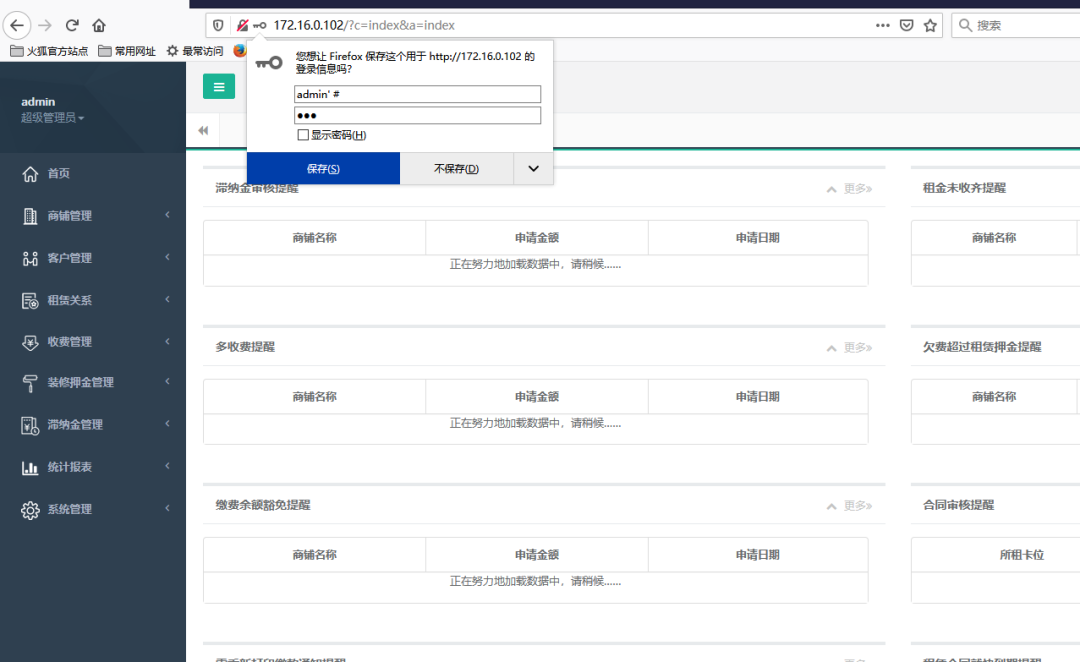 172.16.0.102/?c=index&a=index
搜索
火狐官方站点
常用网址
最常访问
您想让 Firefox 保存这个用于 http://172.16.0.102 的
登录信息吗?
admin' #
●●●
显示密码(H)
保存(S)
不保存(D)
admin
超级管理员
首页
商铺管理
客户管理
租赁关系
收费管理
装修押金管理
滞纳金管理
统计报表
系统管理
滞纳金审核提醒
更多»
商铺名称
申请金额
申请日期
正在努力地加载数据中，请稍候……
租金未收齐提醒
商铺名称
多收费提醒
更多»
商铺名称
申请金额
申请日期
正在努力地加载数据中，请稍候……
欠费超过租赁押金提醒
商铺名称
缴费余额豁免提醒
更多»
商铺名称
申请金额
申请日期
正在努力地加载数据中，请稍候……
合同审核提醒
所租卡位